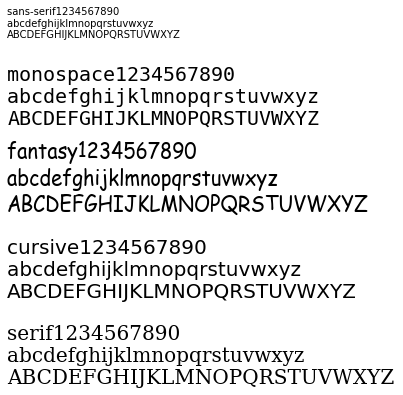 sans-serif1234567890
abcdefghijklmnopqrstuvwxyz
ABCDEFGHIJKLMNOPQRSTUVWXYZ
monospace1234567890
abcdefghijklmnopqrstuvwxyz
ABCDEFGHIJKLMNOPQRSTUVWXYZ
fantasy1234567890
abcdefghijklmnopqrstuvwxyz
ABCDEFGHIJKLMNOPQRSTUVWXYZ
cursive1234567890
abcdefghijklmnopqrstuvwxyz
ABCDEFGHIJKLMNOPQRSTUVWXYZ
serif1234567890
abcdefghijklmnopqrstuvwxyz
ABCDEFGHIJKLMNOPQRSTUVWXYZ